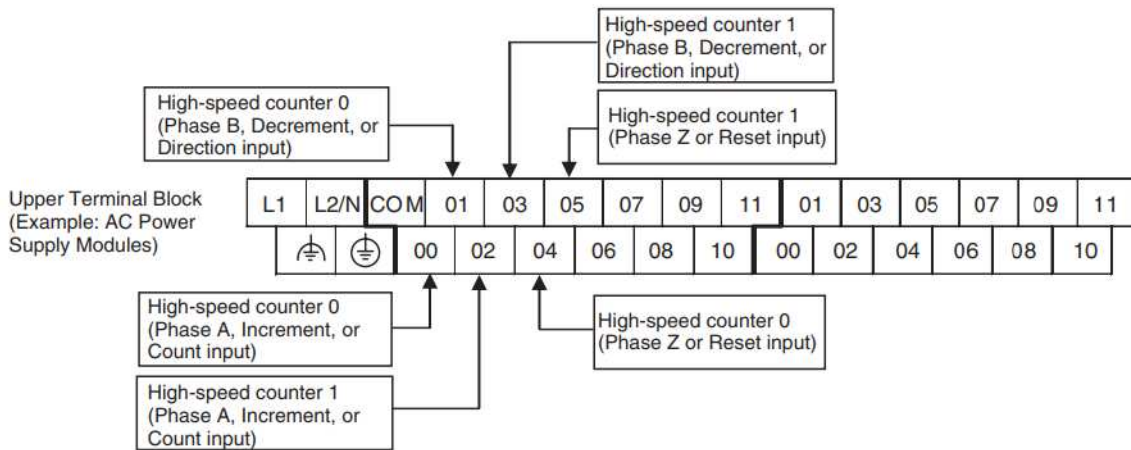 High-speed counter 1
(Phase B, Decrement, or
Direction input)
High-speed counter 0
(Phase B, Decrement, or
Direction input)
High-speed counter 1
(Phase Z or Reset input)
Upper Terminal Block
(Example: AC Power
Supply Modules)
L1 L2/N COM 01 03 05 07 09 11 01 03 05 07 09 11
00 02 04 06 08 10 00 02 04 06 08 10
High-speed counter 0
(Phase A, Increment, or
Count input)
High-speed counter 0
(Phase Z or Reset input)
High-speed counter 1
(Phase A, Increment, or
Count input)